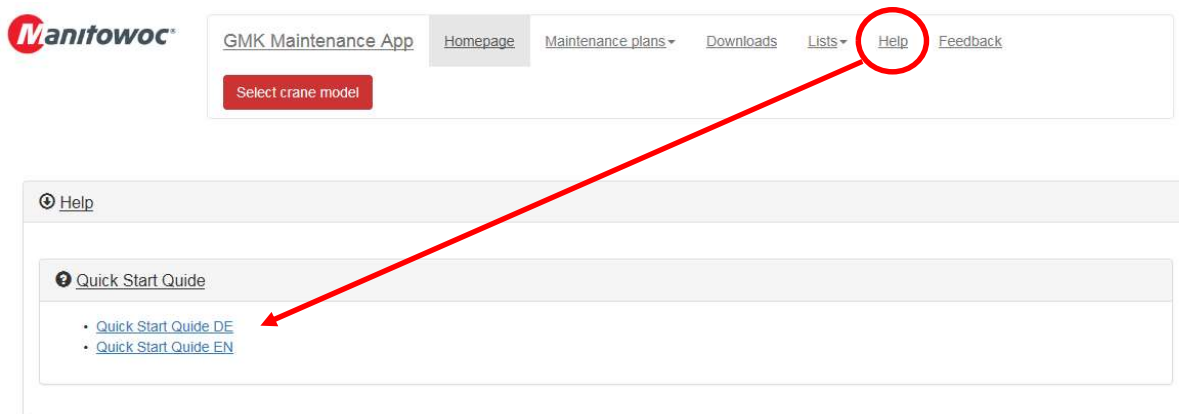 Manitowoc®
GMK Maintenance App Homepage Maintenance plans Downloads Lists Help Feedback
Select crane model
Help
Quick Start Quide
• Quick Start Quide DE
• Quick Start Quide EN